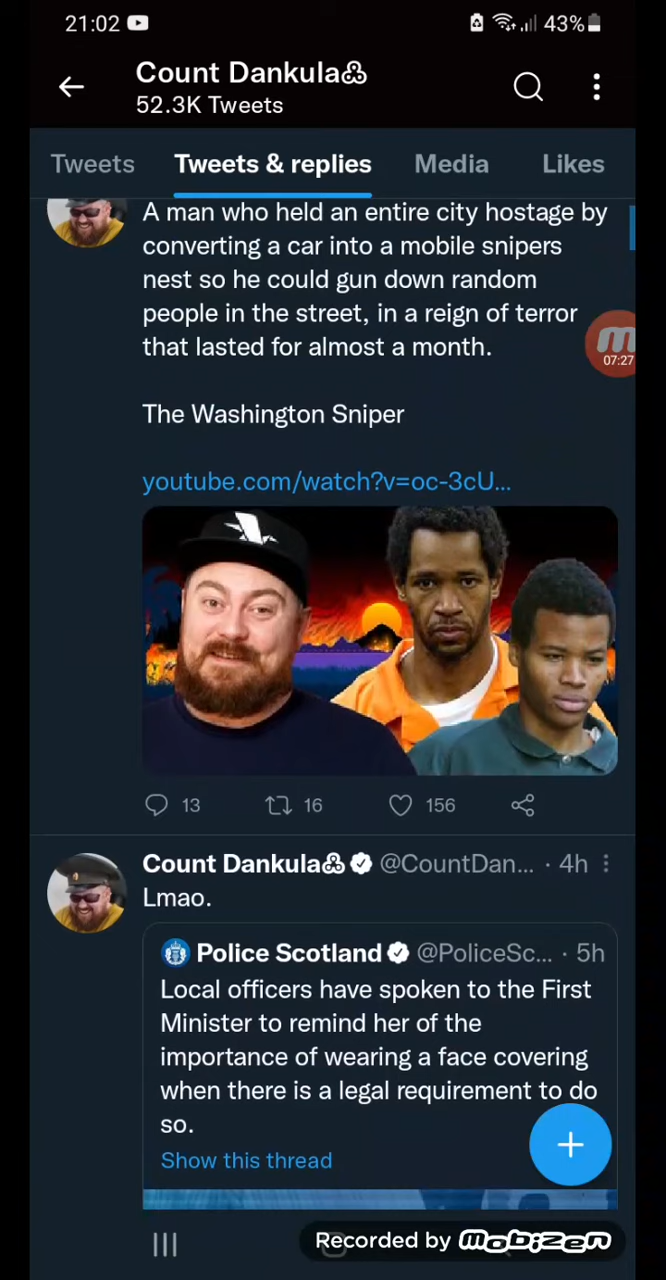 21:02
43%
Count Dankula
52.3K Tweets
Tweets
Tweets & replies
Media
Likes
A man who held an entire city hostage by
converting a car into a mobile snipers
nest so he could gun down random
people in the street, in a reign of terror
that lasted for almost a month.
07:27
The Washington Sniper
youtube.com/watch?v=oc-3cU...
13
16
156
Count Dankula @CountDan... · 4h
Lmao.
Police Scotland @PoliceSc... · 5h
Local officers have spoken to the First
Minister to remind her of the
importance of wearing a face covering
when there is a legal requirement to do
so.
Show this thread
Recorded by mobizen